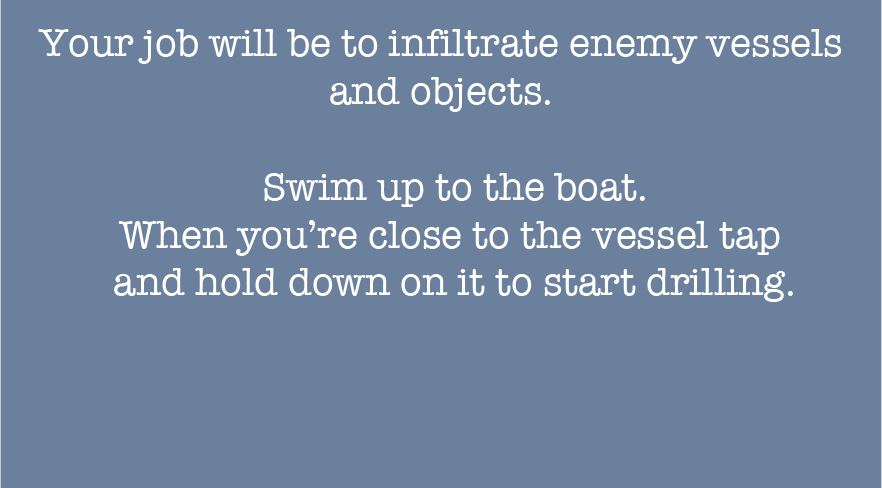 Your job will be to infiltrate enemy vessels
and objects.
Swim up to the boat.
When you’re close to the vessel tap
and hold down on it to start drilling.